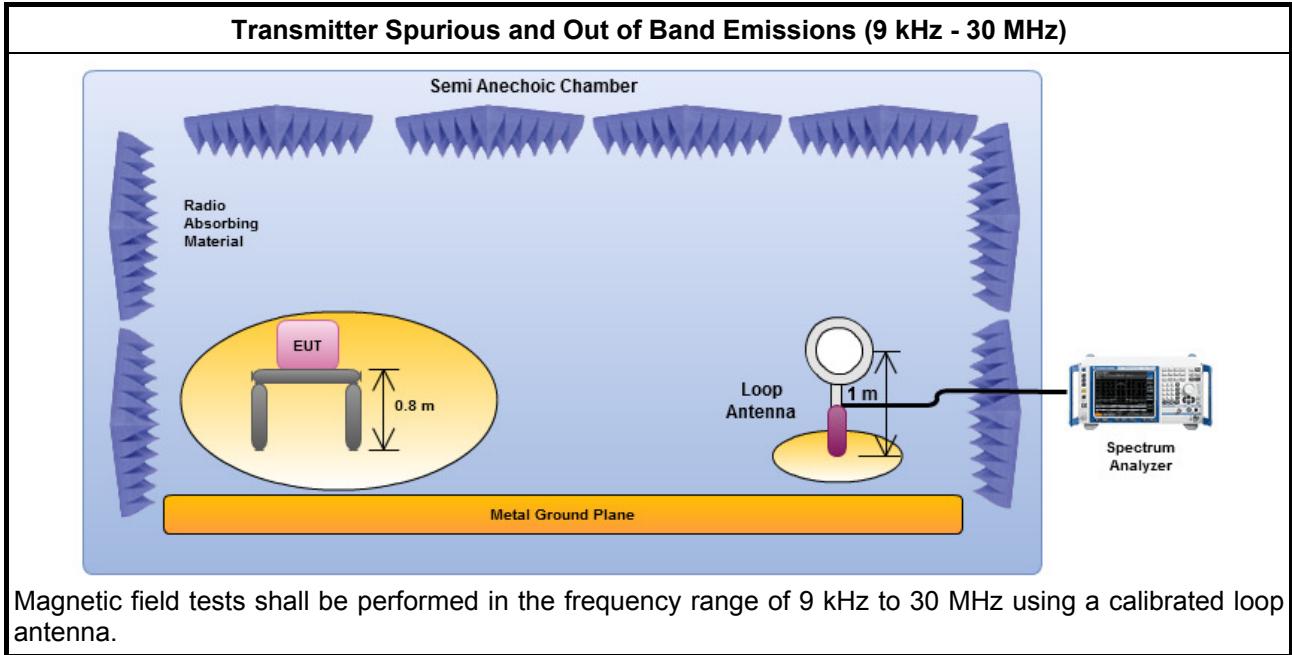 Transmitter Spurious and Out of Band Emissions (9 kHz - 30 MHz)
Semi Anechoic Chamber
Radio
Absorbing
Material
EUT
0.8 m
Loop
Antenna
1 m
Spectrum
Analyzer
Metal Ground Plane
Magnetic field tests shall be performed in the frequency range of 9 kHz to 30 MHz using a calibrated loop
antenna.